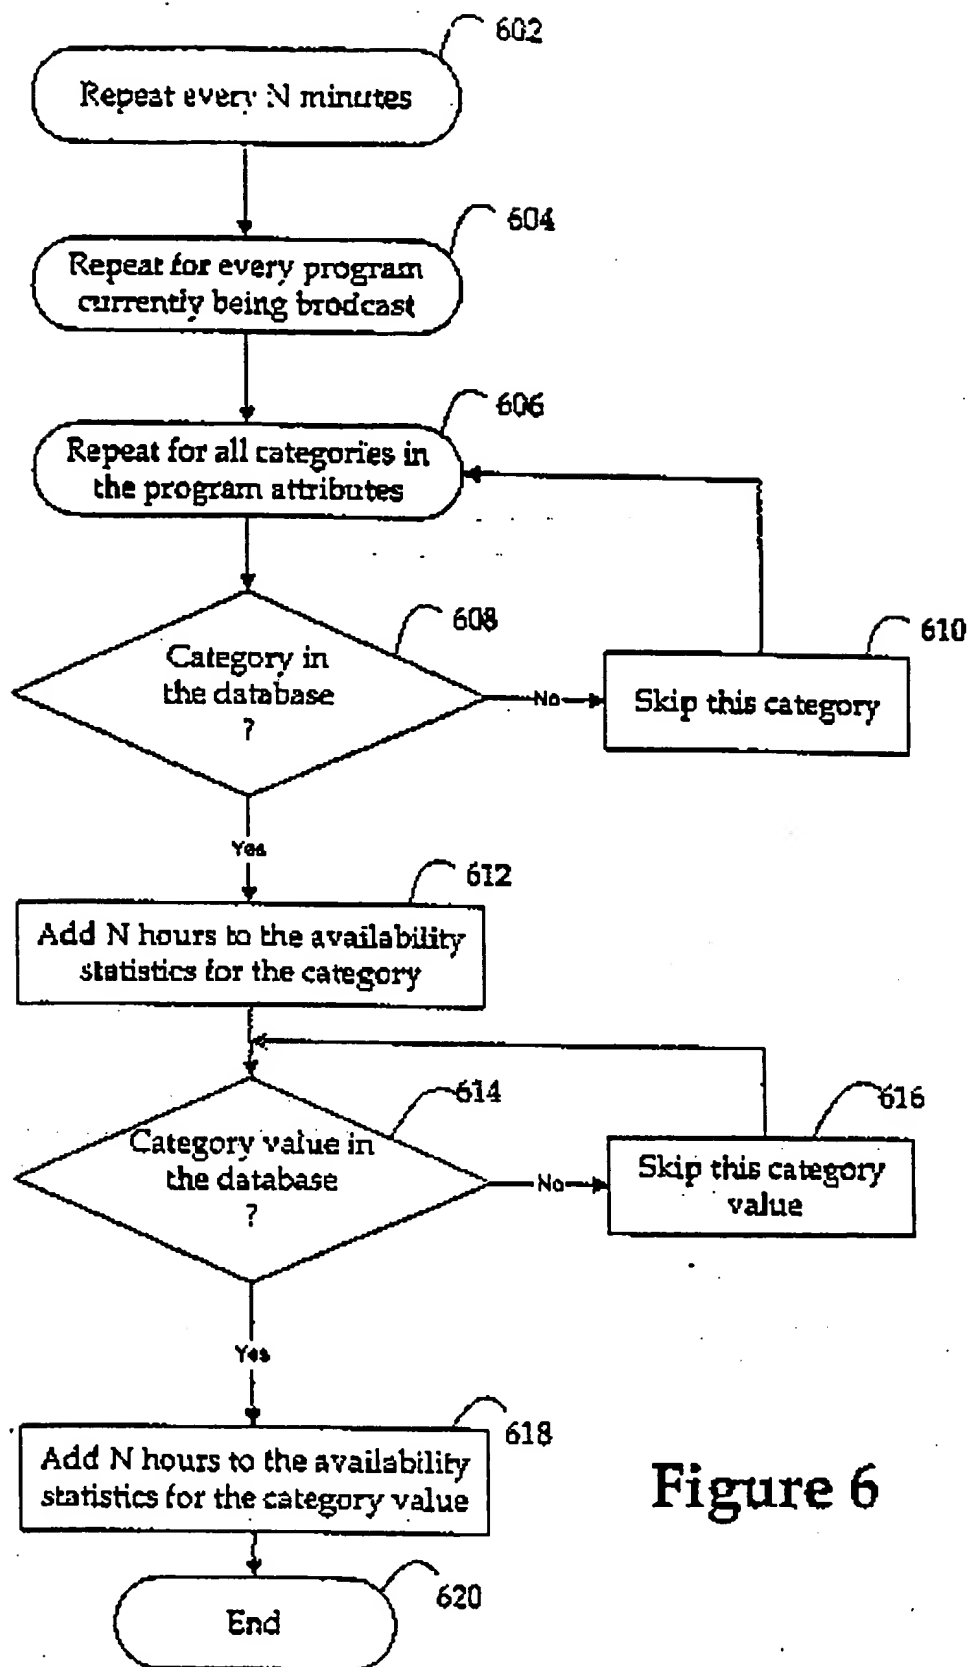 602
Repeat every N minutes
604
Repeat for every program
currently being brodcast
606
Repeat for all categories in
the program attributes
608
Category in
the database
?
No
610
Skip this category
Yes
612
Add N hours to the availability
statistics for the category
614
Category value in
the database
?
No
616
Skip this category
value
Yes
618
Add N hours to the availability
statistics for the category value
Figure 6
620
End